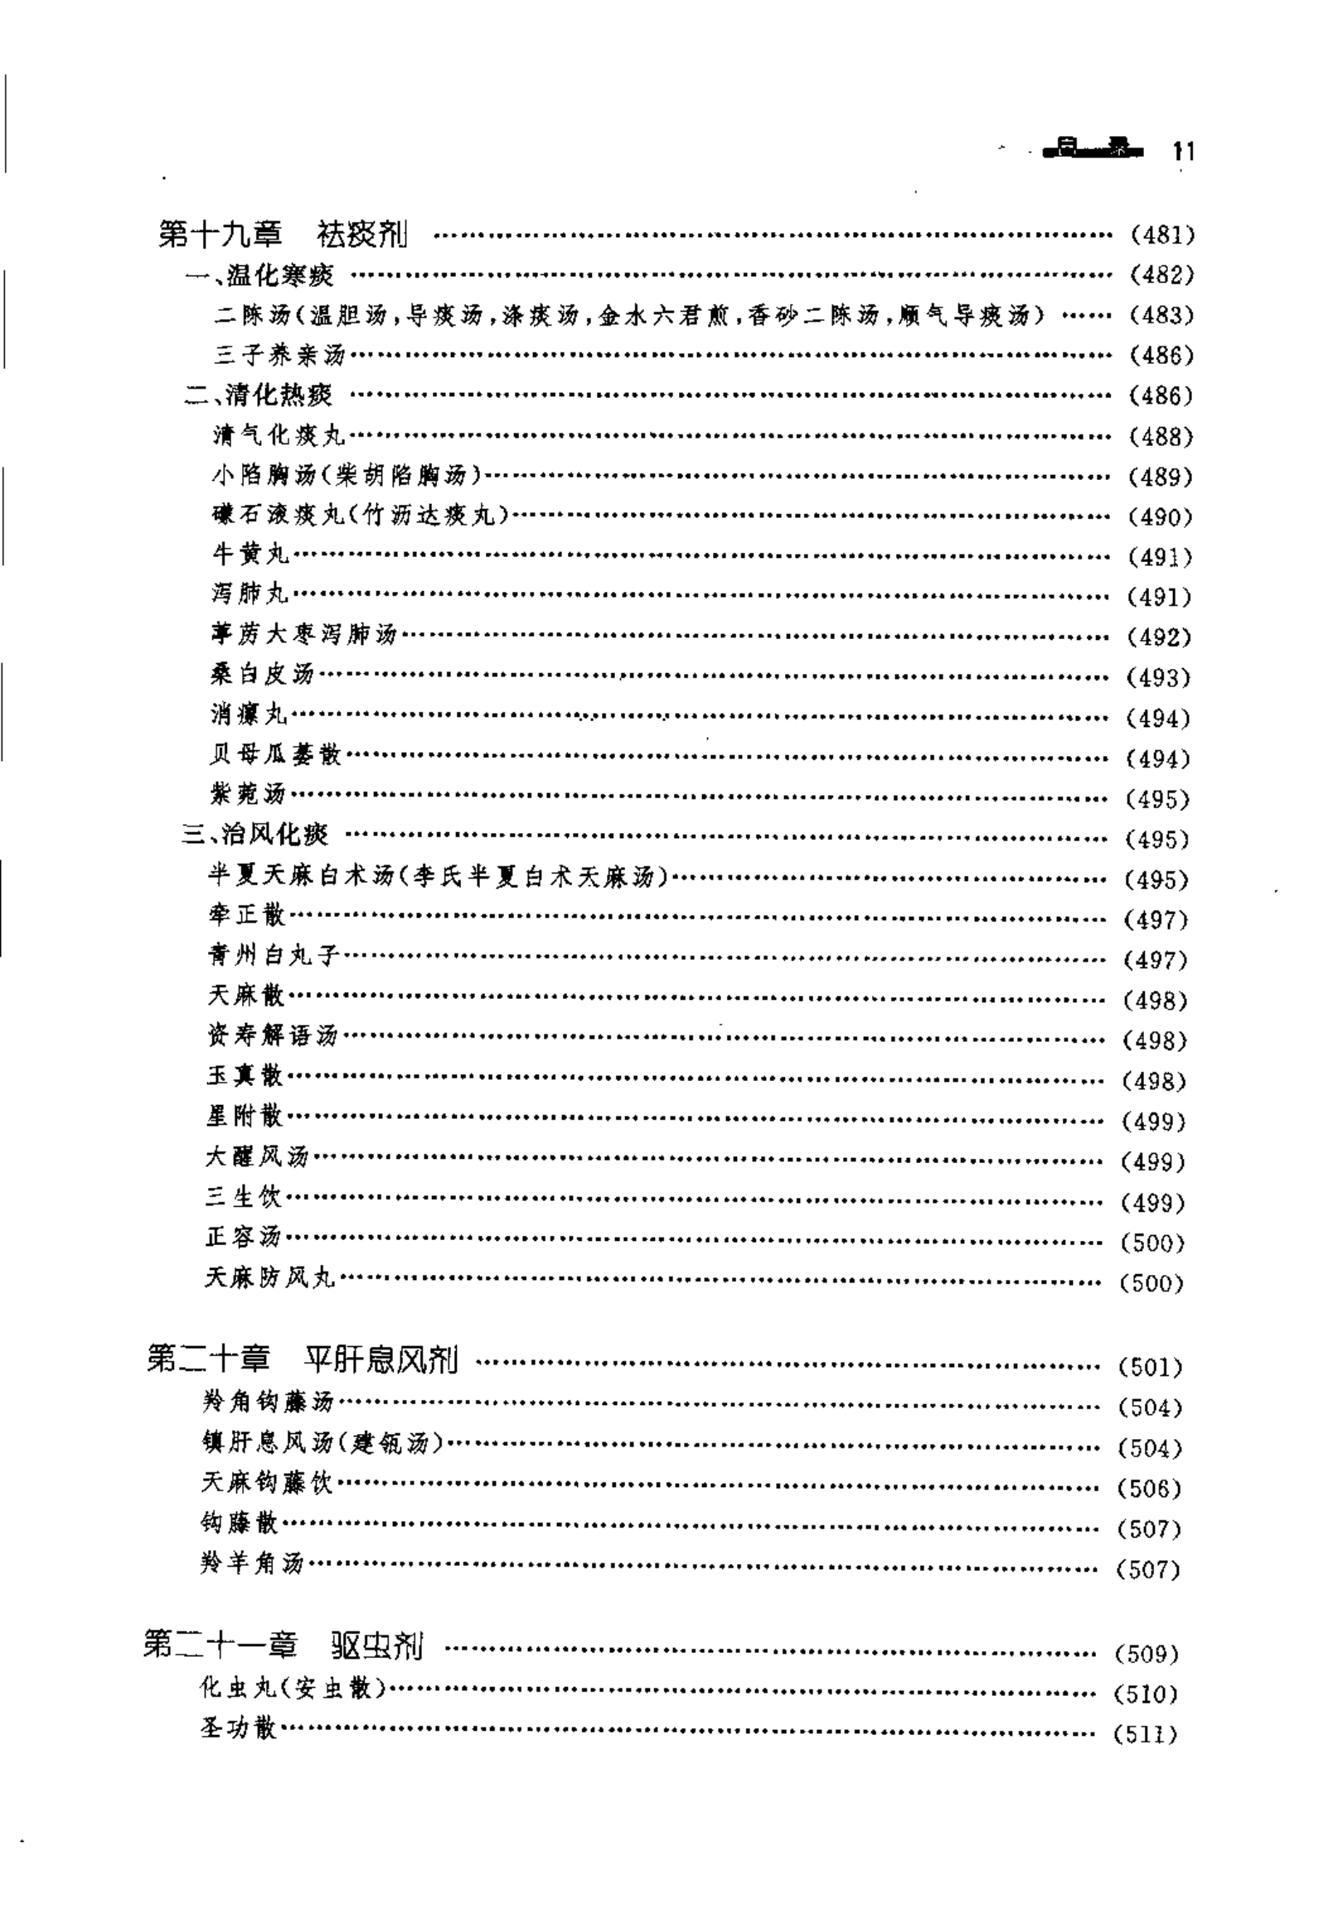 目录 11
第十九章 祛痰剂 ……………… (481)
一、温化寒痰 ……………… (482)
二陈汤(温胆汤,导痰汤,涤痰汤,金水六君煎,香砂二陈汤,顺气导痰汤) …… (483)
三子养亲汤……………… (486)
二、清化热痰 ……………… (486)
清气化痰丸……………… (488)
小陷胸汤(柴胡陷胸汤)……………… (489)
礞石滚痰丸(竹沥达痰丸)……………… (490)
牛黄丸……………… (491)
泻肺丸……………… (491)
葶苈大枣泻肺汤……………… (492)
桑白皮汤……………… (493)
消瘰丸……………… (494)
贝母瓜蒌散……………… (494)
紫菀汤……………… (495)
三、治风化痰 ……………… (495)
半夏天麻白术汤(李氏半夏白术天麻汤)……………… (495)
牵正散……………… (497)
青州白丸子……………… (497)
天麻散……………… (498)
资寿解语汤……………… (498)
玉真散……………… (498)
星附散……………… (499)
大醒风汤……………… (499)
三生饮……………… (499)
正容汤……………… (500)
天麻防风丸……………… (500)
第二十章 平肝息风剂 ……………… (501)
羚角钩藤汤……………… (504)
镇肝息风汤(建瓴汤)……………… (504)
天麻钩藤饮……………… (506)
钩藤散……………… (507)
羚羊角汤……………… (507)
第二十一章 驱虫剂 ……………… (509)
化虫丸(安虫散)……………… (510)
圣功散……………… (511)